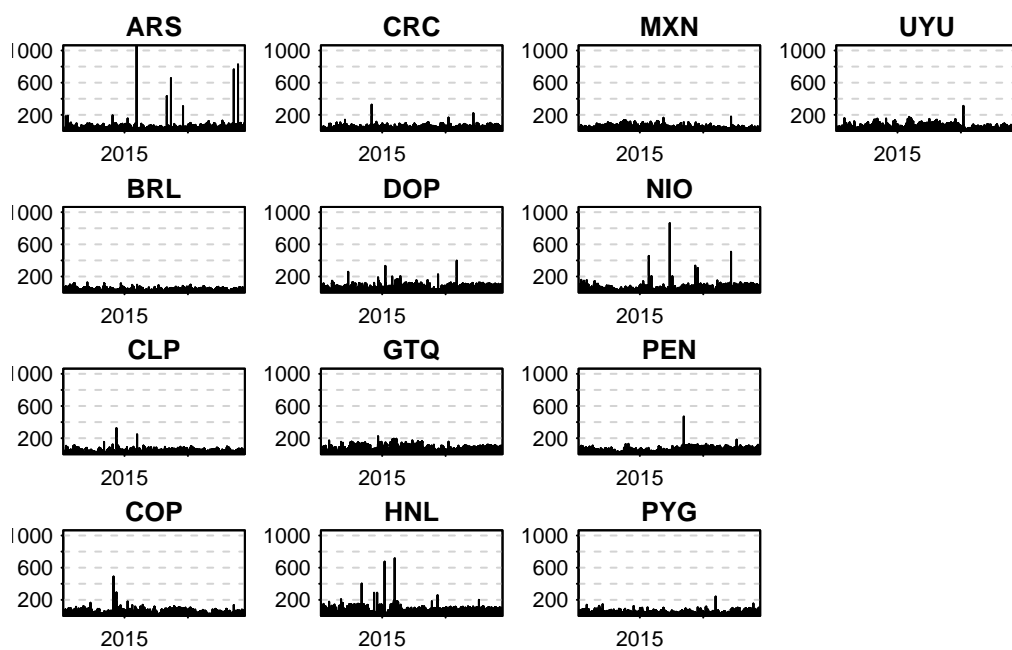 ARS CRC MXN UYU
1000 1000 1000 1000
600 600 600 600
200 200 200 200
2015 2015 2015 2015
BRL DOP NIO
1000 1000 1000
600 600 600
200 200 200
2015 2015 2015
CLP GTQ PEN
1000 1000 1000
600 600 600
200 200 200
2015 2015 2015
COP HNL PYG
1000 1000 1000
600 600 600
200 200 200
2015 2015 2015